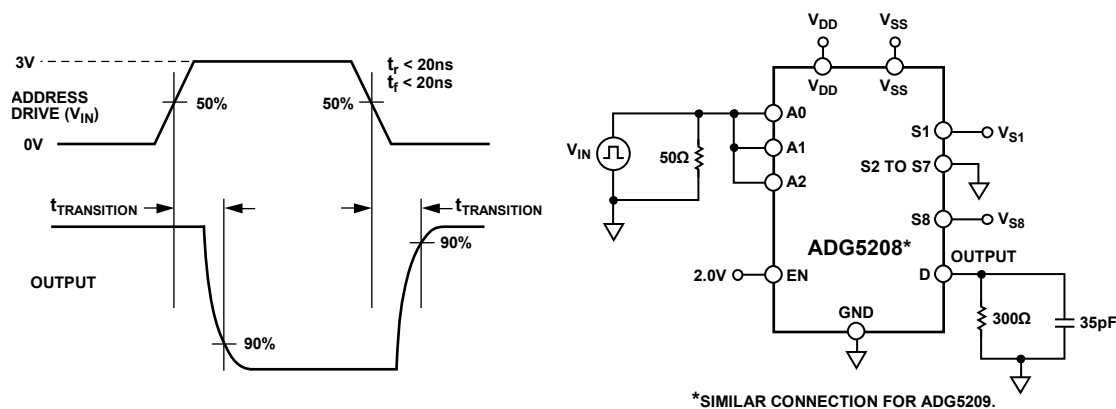 3V
ADDRESS
DRIVE (VIN)
0V
50%
50%
tr < 20ns
tf < 20ns
tTRANSITION
tTRANSITION
90%
90%
OUTPUT
VDD
VSS
VDD
VSS
A0
A1
A2
VIN
50Ω
S1
VS1
S2 TO S7
S8
VS8
ADG5208*
OUTPUT
2.0V
EN
D
GND
300Ω
35pF
*SIMILAR CONNECTION FOR ADG5209.